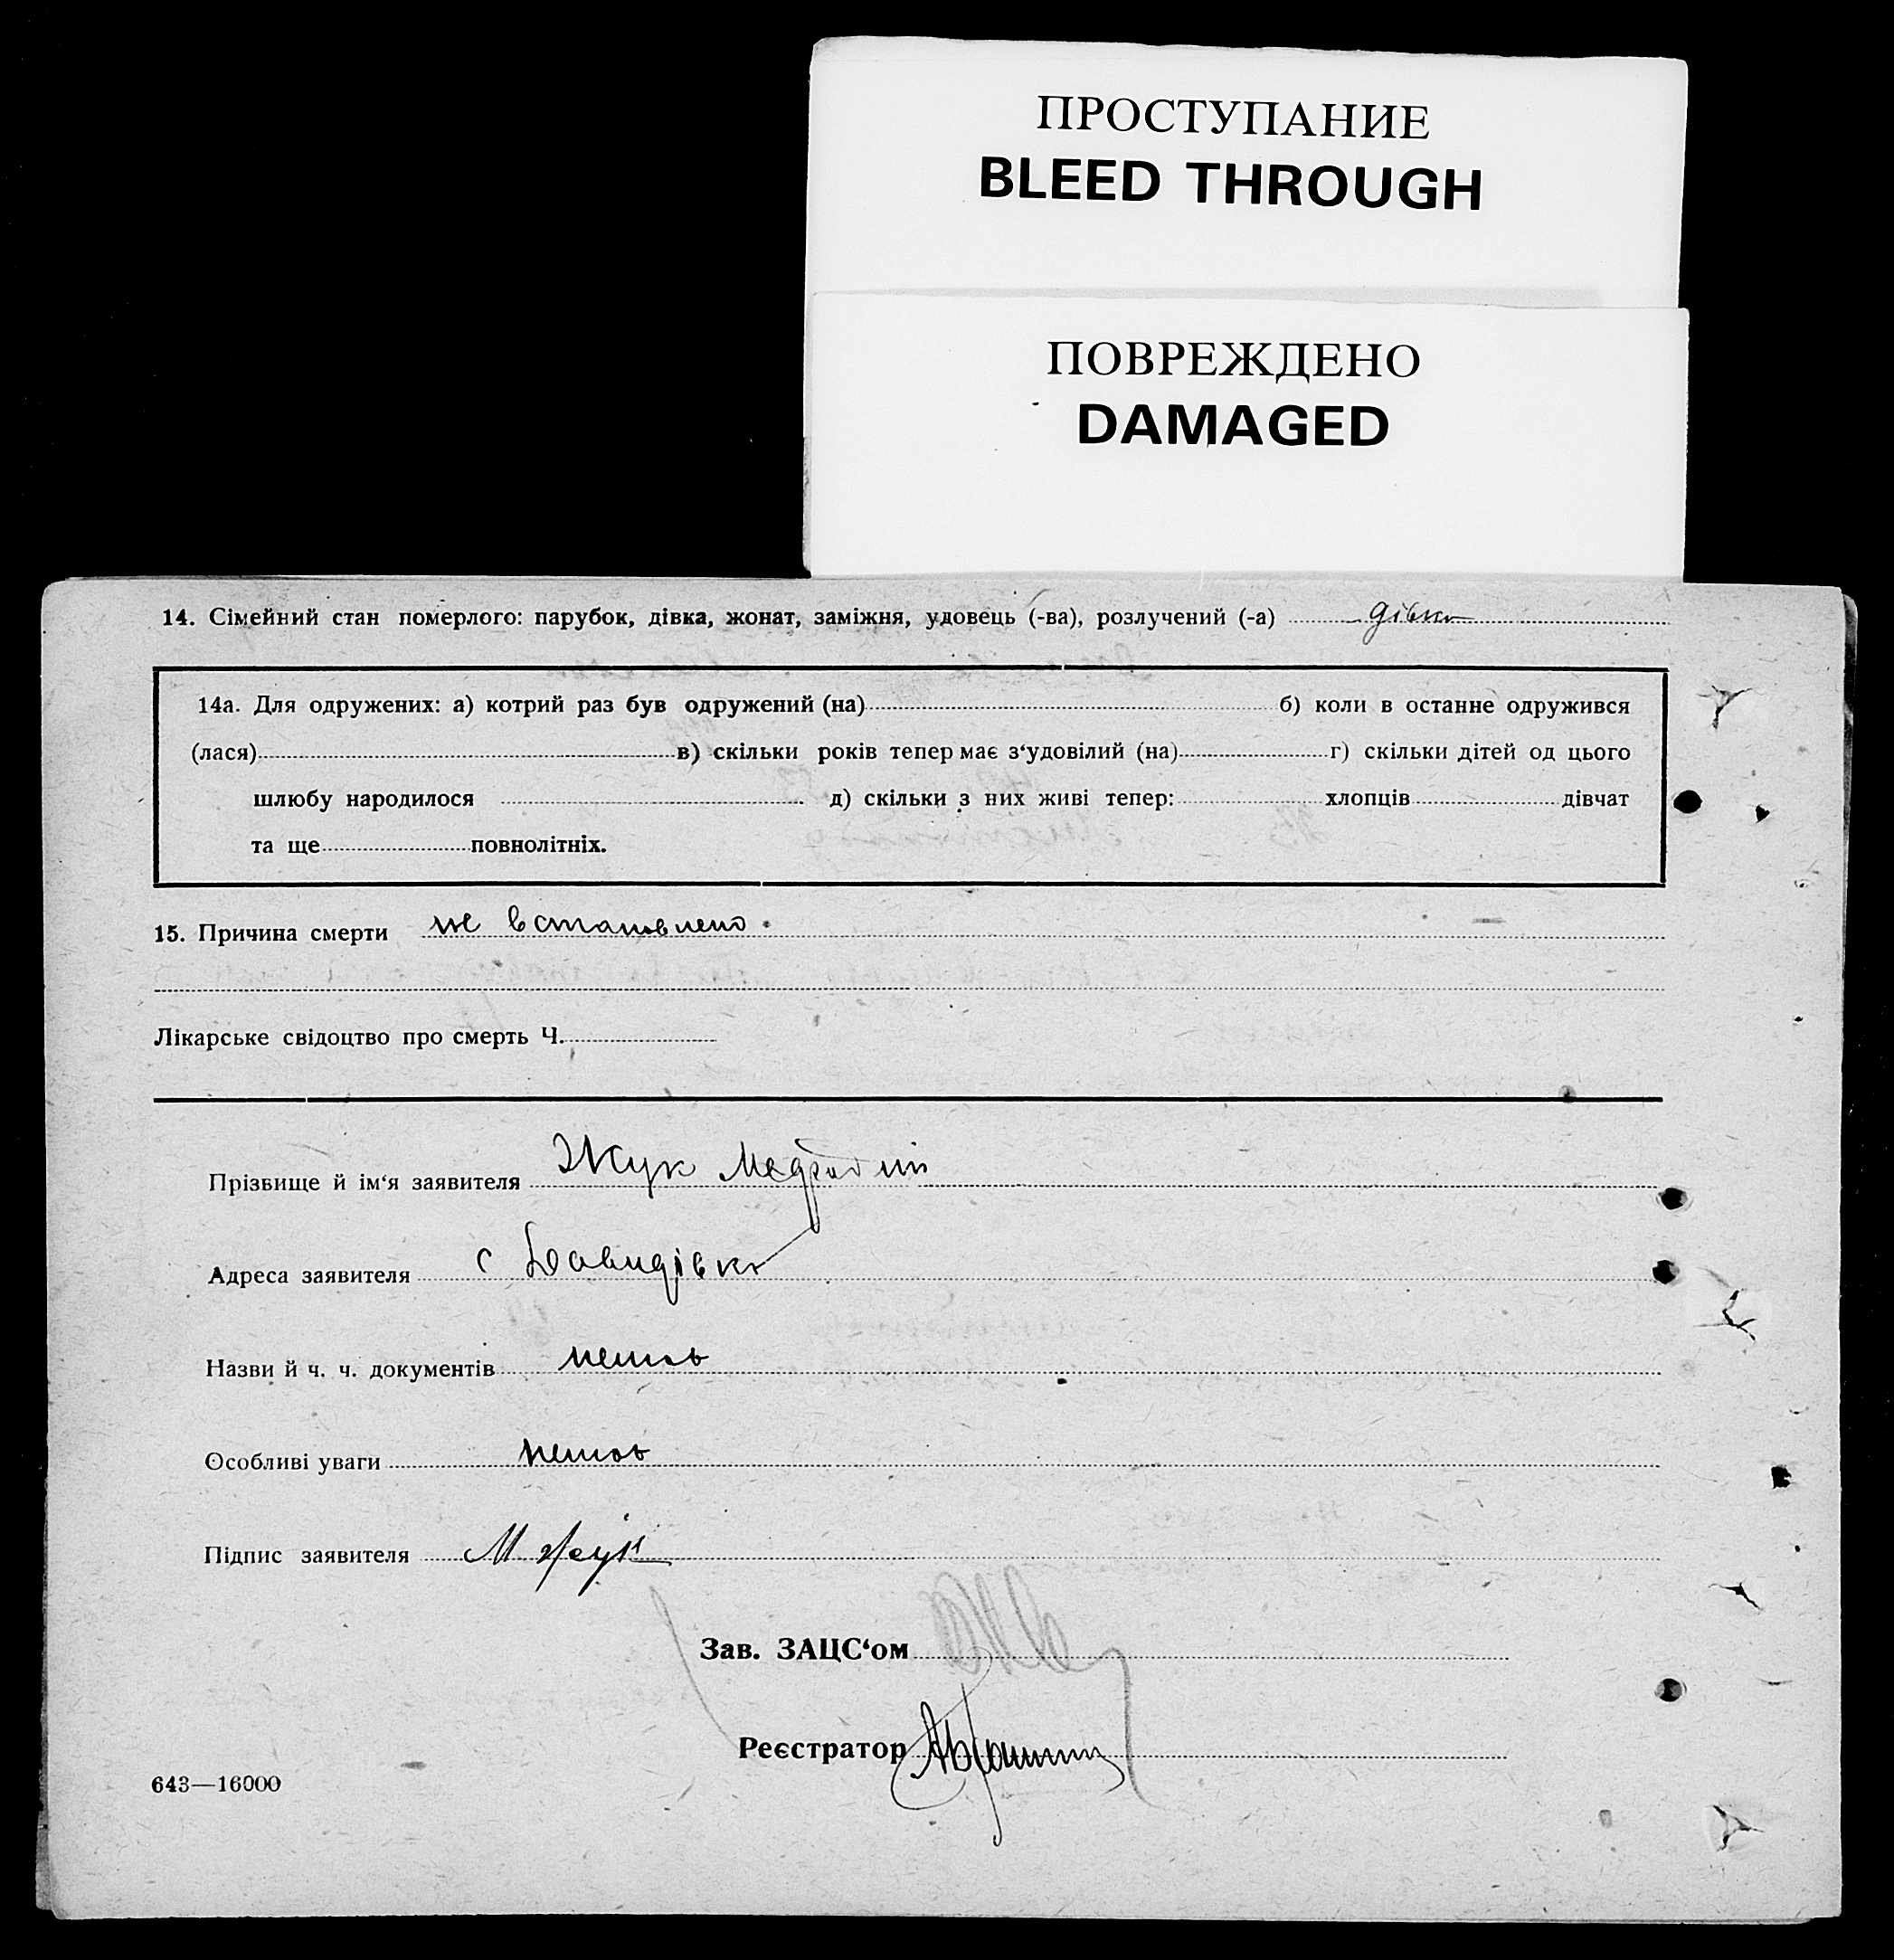 ПРОСТУПАНИЕ
BLEED THROUGH
ПОВРЕЖДЕНО
DAMAGED
14. Сімейний стан померлого: парубок, дівка, жонат, заміжня, удовець (-ва), розлучений (-а) дівка
14а. Для одружених: а) котрий раз був одружений (на) б) коли в останне одружився
(лася) в) скільки років тепер має з‘удовілий (на) г) скільки дітей од цього
шлюбу народилося д) скільки з них живі тепер: хлопців дівчат
та ще повнолітніх.
15. Причина смерти не встановлено.
Лікарське свідоцтво про смерть Ч.
Прізвище й ім‘я заявителя Жук
Адреса заявителя с Давидівка
Назви й ч. ч. документів немає
Особливі уваги немає
Підпис заявителя М Жук
Зав. ЗАЦС‘ом
Реєстратор
643—16000